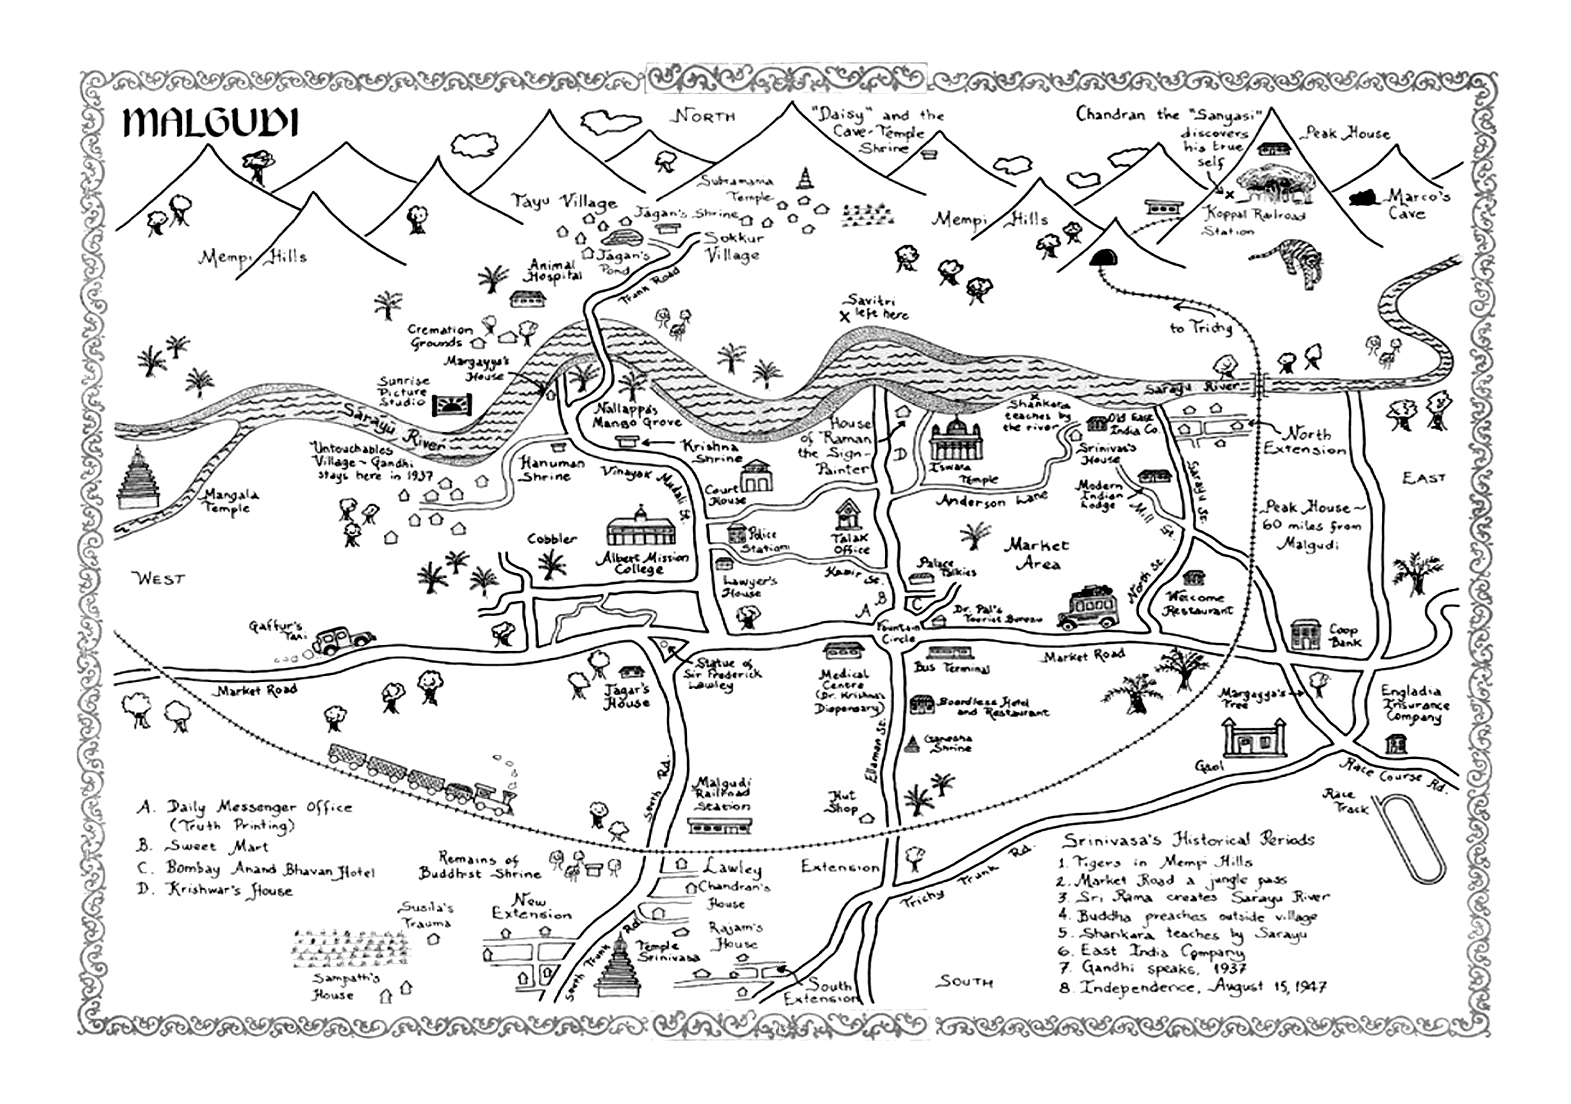 MALGUDI
NORTH
"Daisy" and the
Cave-Temple
Shrine
Chandran the "Sanyasi"
discovers
his true
self
Peak House
Marco's
Cave
Koppal Railroad
Station
Mempi Hills
Tayu Village
Subramania
Temple
Jagan's Shrine
Jagan's
Pond
Sokkur
Village
Mempi Hills
Animal
Hospital
Trunk Road
Savitri
left here
to Trichy
Cremation
Grounds
Margayya's
House
Sunrise
Picture
Studio
Sarayu River
Sarayu River
Nallappa's
Mango Grove
House
of Raman
the Sign-
Painter
D
Iswara
Temple
Shankara
teaches by
the river
Old East
India Co.
Srinivas's
House
North
Extension
EAST
Untouchables
Village - Gandhi
stays here in 1937
Hanuman
Shrine
Krishna
Shrine
Vinayak Mudali St.
Court
House
Anderson Lane
Modern
Indian
Lodge
Mill St.
Sarayu St.
Mangala
Temple
Peak House -
60 miles from
Malgudi
Police
Station
Talak
Office
Market
Area
Cobbler
Albert Mission
College
WEST
Lawyer's
House
Kabir St.
Palace
Talkies
A
B
C
Dr. Pal's
Tourist Bureau
North St.
Welcome
Restaurant
Gaffur's
Taxi
Fountain
Circle
Coop
Bank
Market Road
Statue of
Sir Frederick
Lawley
Jagar's
House
Medical
Centre
(Dr. Krishna's
Dispensary)
Bus Terminal
Market Road
Boardless Hotel
and Restaurant
Margayya's
Tree
Engladia
Insurance
Company
Ellaman St.
Ganesha
Shrine
Gaol
Race Course Rd.
Race
Track
South Rd.
Malgudi
Railroad
Station
Hut
Shop
A. Daily Messenger Office
(Truth Printing)
B. Sweet Mart
C. Bombay Anand Bhavan Hotel
D. Krishwar's House
Remains of
Buddhist Shrine
Lawley
Extension
Chandran's
House
Trichy Trunk Rd.
Susila's
Trauma
New
Extension
Rajam's
House
Temple
Srinivasa
South Trunk Rd.
Sampath's
House
South
Extension
SOUTH
Srinivasa's Historical Periods
1. Tigers in Mempi Hills
2. Market Road a jungle pass
3. Sri Rama creates Sarayu River
4. Buddha preaches outside village
5. Shankara teaches by Sarayu
6. East India Company
7. Gandhi speaks, 1937
8. Independence, August 15, 1947